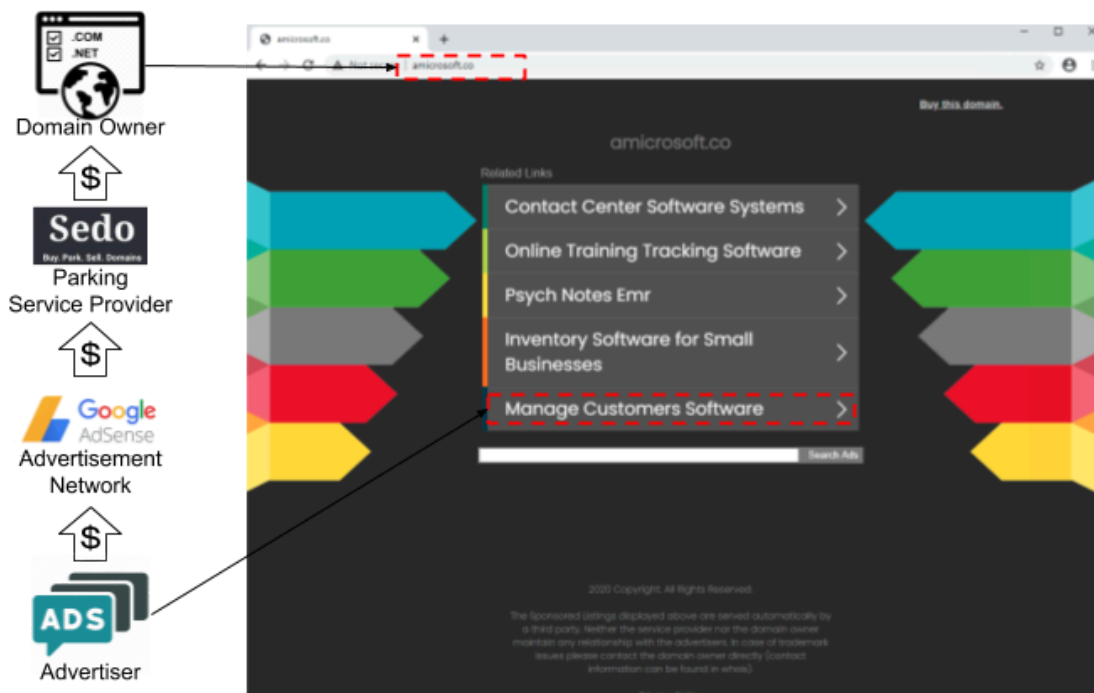 .COM
.NET
Domain Owner
$
Sedo
Buy. Park. Sell. Domains
Parking
Service Provider
$
Google
AdSense
Advertisement
Network
$
ADS
Advertiser
amicrosoft.co
Not
amicrosoft.co
Buy this domain.
amicrosoft.co
Related Links
Contact Center Software Systems
Online Training Tracking Software
Psych Notes Emr
Inventory Software for Small
Businesses
Manage Customers Software
Search Ads
2020 Copyright. All Rights Reserved.
The Sponsored Listings displayed above are served automatically by
a third party. Neither the service provider nor the domain owner
maintain any relationship with the advertisers. In case of trademark
issues please contact the domain owner directly (contact
information can be found in whois).